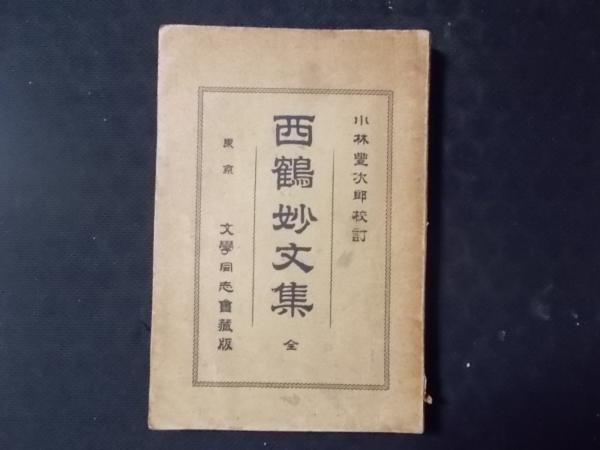 小林豊次郎校訂
西鶴妙文集 全
東京 文學同志會藏版